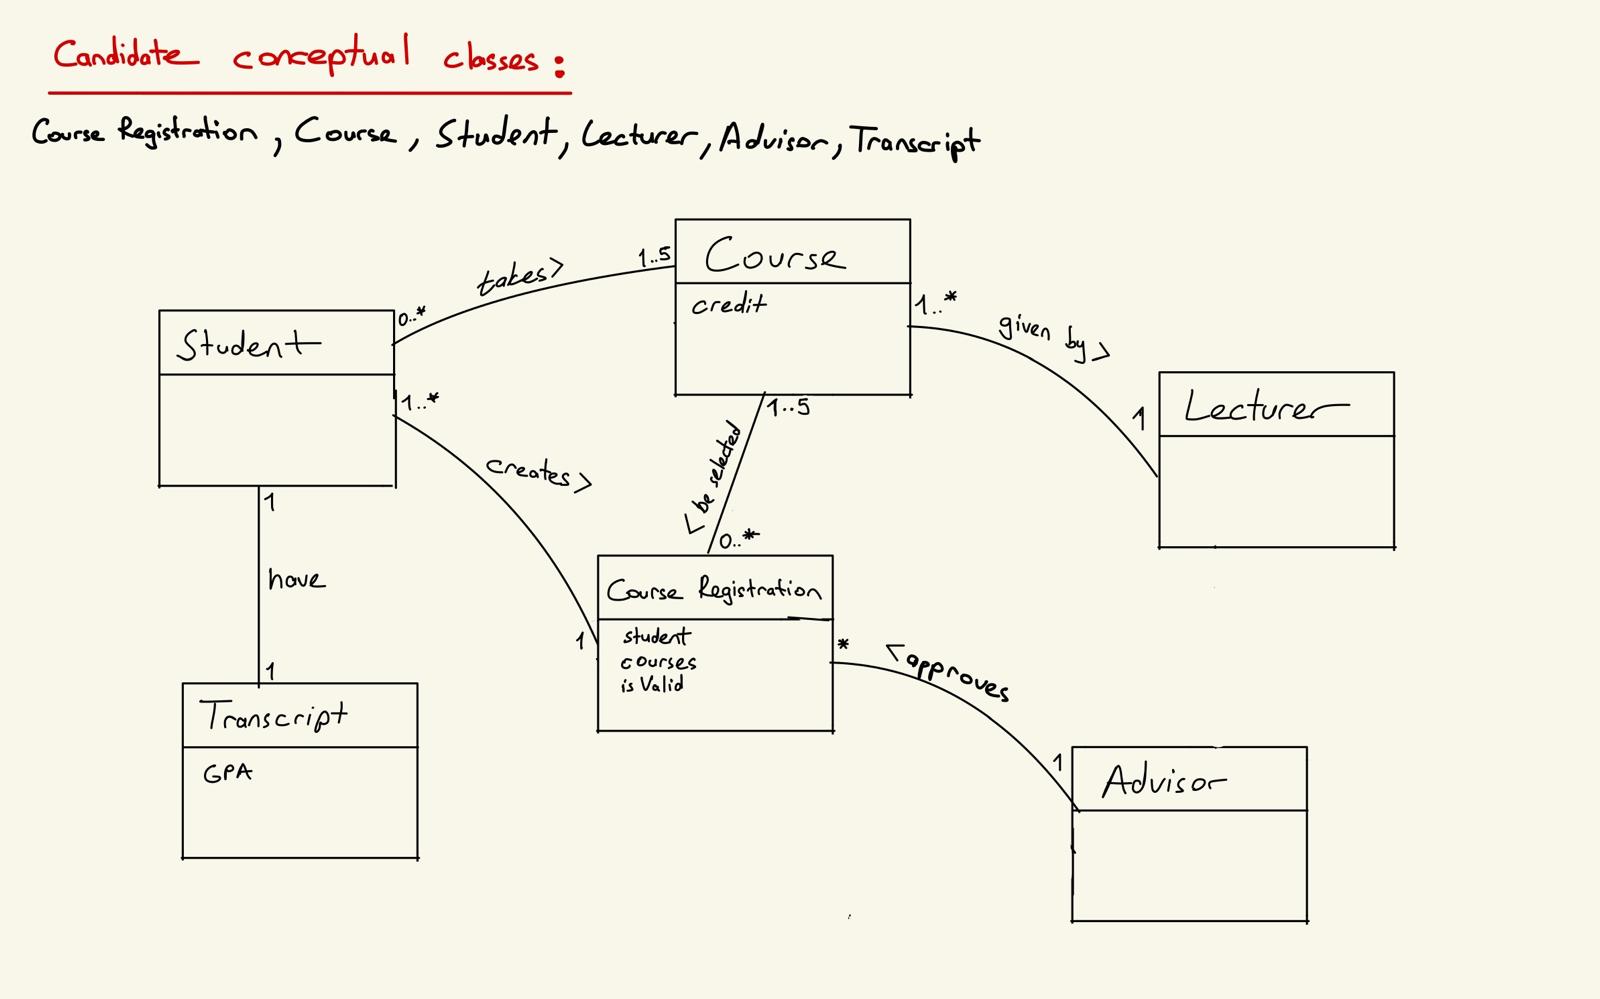 Candidate conceptual classes:
Course Registration, Course, Student, Lecturer, Advisor, Transcript
Course
credit
1..5
takes>
0..*
Student
1..*
given by>
1
Lecturer
1..*
creates>
1
1..5
< be selected
0..*
Course Registration
student
courses
is Valid
1
have
1
Transcript
GPA
*
<approves
1
Advisor